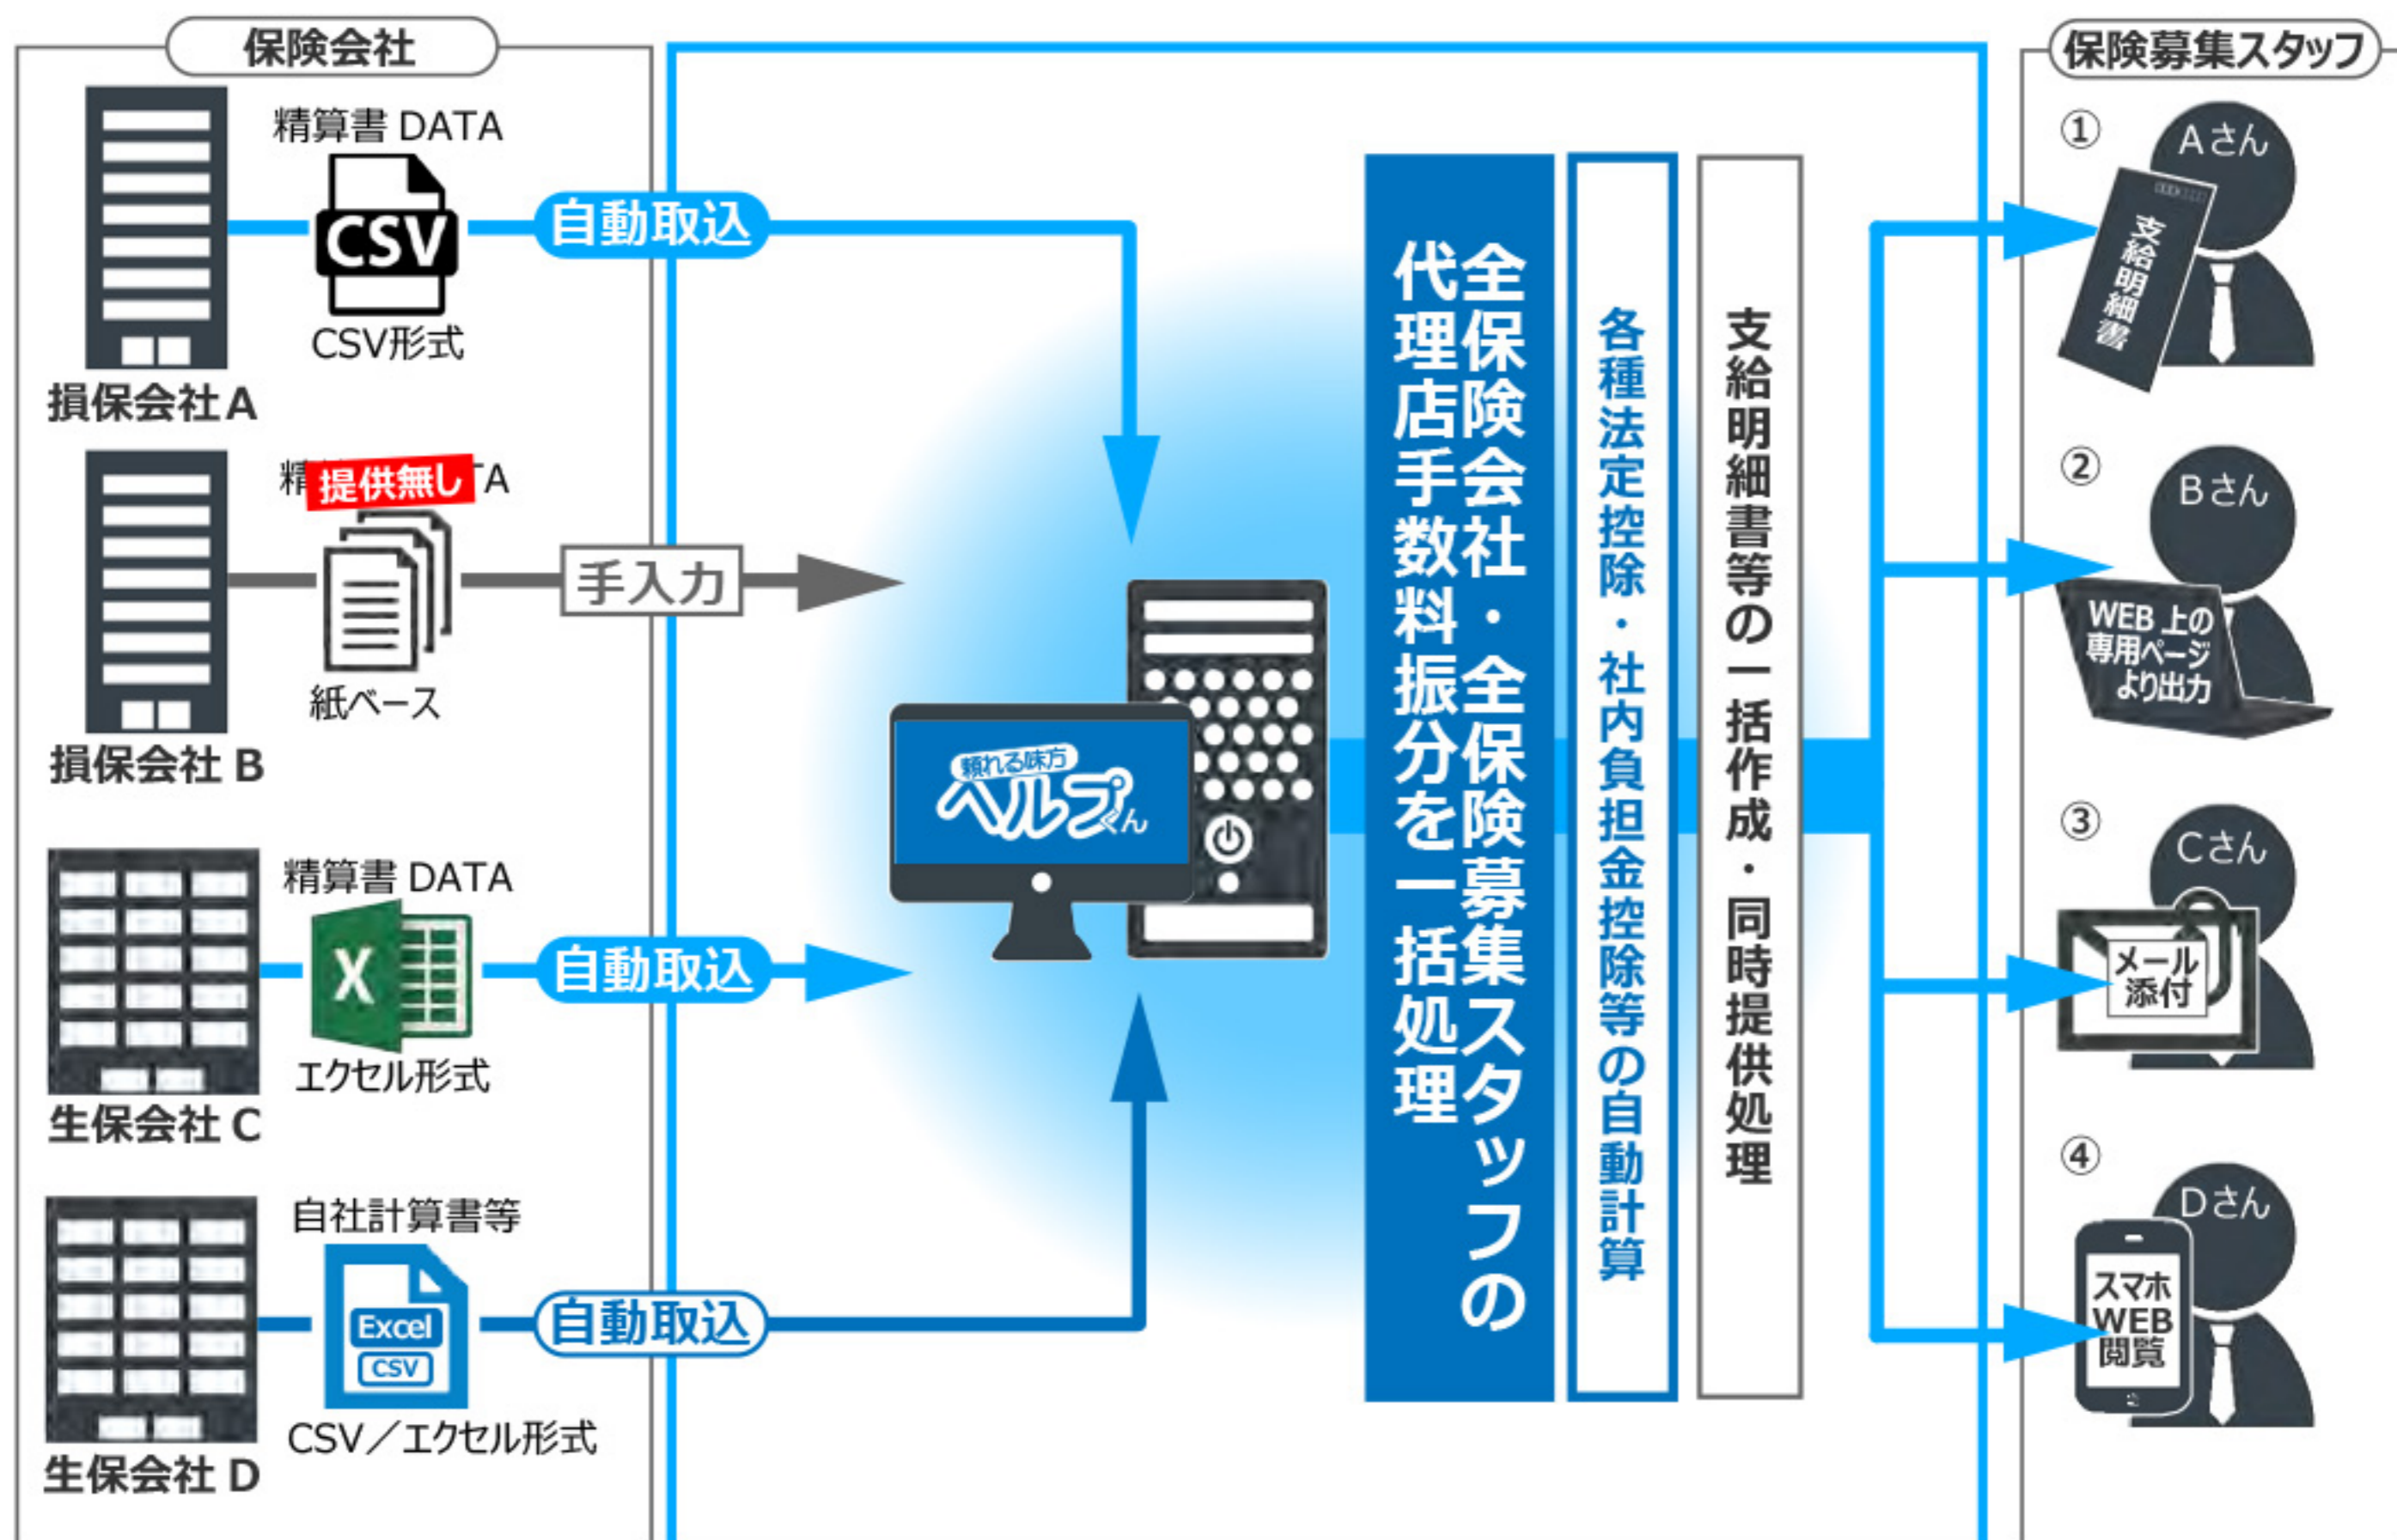 保険会社
精算書 DATA
CSV
CSV形式
損保会社A
自動取込
精 提供無し TA
紙ベース
損保会社 B
手入力
精算書 DATA
X
エクセル形式
生保会社 C
自動取込
自社計算書等
Excel
CSV
CSV／エクセル形式
生保会社 D
自動取込
頼れる味方
ヘルプくん
全保険会社・全保険募集スタッフの
代理店手数料振分を一括処理
各種法定控除・社内負担金控除等の自動計算
支給明細書等の一括作成・同時提供処理
保険募集スタッフ
①
Aさん
支給明細書
②
Bさん
WEB 上の
専用ページ
より出力
③
Cさん
メール
添付
④
Dさん
スマホ
WEB
閲覧